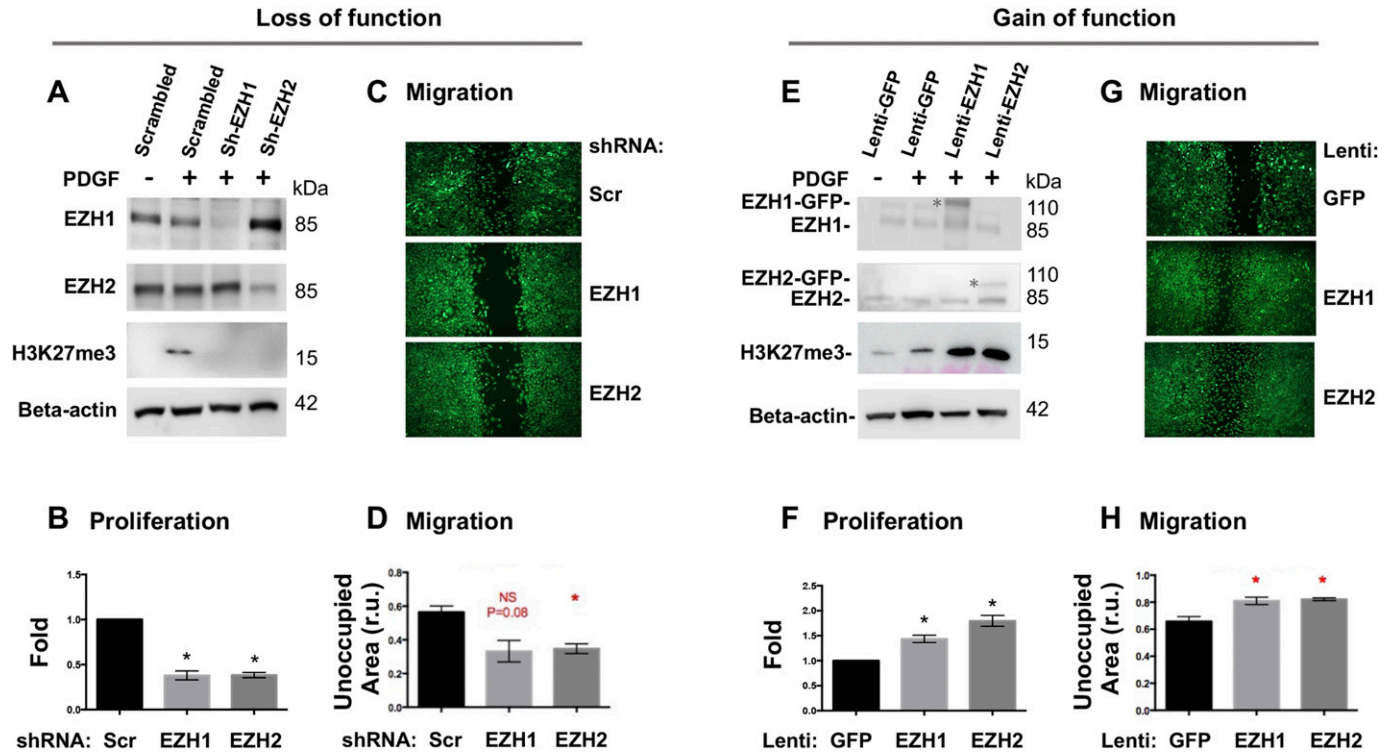 Loss of function
A
Scrambled
Scrambled
Sh-EZH1
Sh-EZH2
PDGF - + + + kDa
EZH1 85
EZH2 85
H3K27me3 15
Beta-actin 42
C Migration
shRNA:
Scr
EZH1
EZH2
B Proliferation
Fold
1.5
1.0
0.5
0.0
* *
shRNA: Scr EZH1 EZH2
D Migration
Unoccupied
Area (r.u.)
0.8
0.6
0.4
0.2
0.0
NS
P=0.08
*
shRNA: Scr EZH1 EZH2
Gain of function
E
Lenti-GFP
Lenti-GFP
Lenti-EZH1
Lenti-EZH2
PDGF - + + + kDa
EZH1-GFP- * 110
EZH1- 85
EZH2-GFP- * 110
EZH2- 85
H3K27me3- 15
Beta-actin- 42
G Migration
Lenti:
GFP
EZH1
EZH2
F Proliferation
Fold
2.5
2.0
1.5
1.0
0.5
0.0
* *
Lenti: GFP EZH1 EZH2
H Migration
Unoccupied
Area (r.u.)
1.0
0.8
0.6
0.4
0.2
0.0
* *
Lenti: GFP EZH1 EZH2